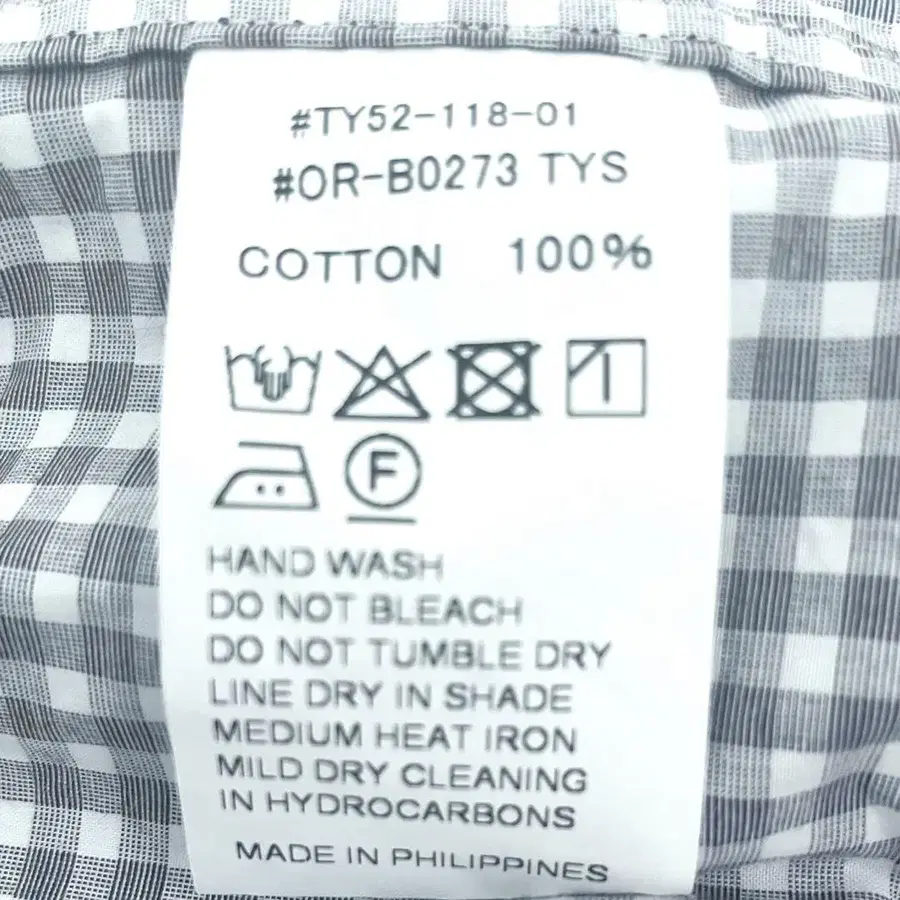 #TY52-118-01
#OR-B0273 TYS
COTTON 100%
F
HAND WASH
DO NOT BLEACH
DO NOT TUMBLE DRY
LINE DRY IN SHADE
MEDIUM HEAT IRON
MILD DRY CLEANING
IN HYDROCARBONS
MADE IN PHILIPPINES